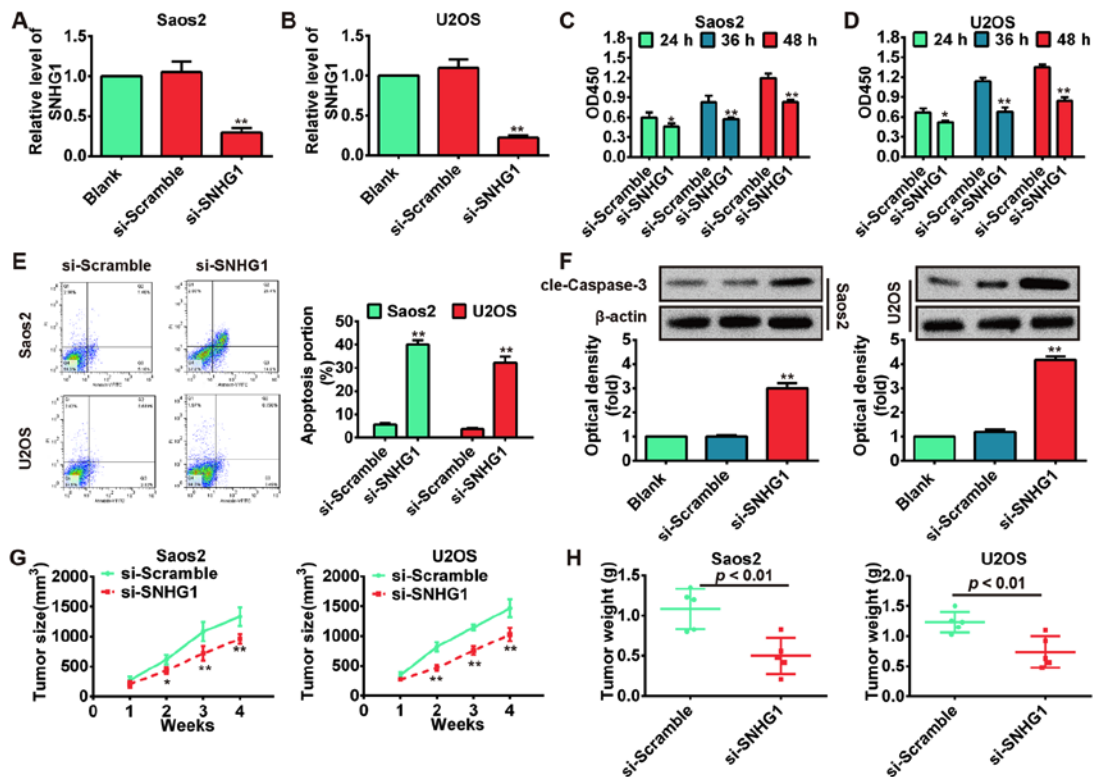 A
Saos2
Relative level of
SNHG1
1.5
1.0
0.5
0.0
**
Blank
si-Scramble
si-SNHG1
B
U2OS
Relative level of
SNHG1
1.5
1.0
0.5
0.0
**
Blank
si-Scramble
si-SNHG1
C
Saos2
24 h
36 h
48 h
OD450
1.8
1.5
1.2
0.9
0.6
0.3
0.0
*
**
**
si-Scramble
si-SNHG1
si-Scramble
si-SNHG1
si-Scramble
si-SNHG1
D
U2OS
24 h
36 h
48 h
OD450
1.8
1.5
1.2
0.9
0.6
0.3
0.0
*
**
**
si-Scramble
si-SNHG1
si-Scramble
si-SNHG1
si-Scramble
si-SNHG1
E
si-Scramble
si-SNHG1
Saos2
U2OS
Saos2
U2OS
Apoptosis portion
(%)
50
40
30
20
10
0
**
**
si-Scramble
si-SNHG1
si-Scramble
si-SNHG1
F
cle-Caspase-3
β-actin
Saos2
Optical density
(fold)
5
4
3
2
1
0
**
Blank
si-Scramble
si-SNHG1
U2OS
Optical density
(fold)
5
4
3
2
1
0
**
Blank
si-Scramble
si-SNHG1
G
Saos2
si-Scramble
si-SNHG1
Tumor size(mm³)
2000
1500
1000
500
0
*
**
**
0 1 2 3 4
Weeks
U2OS
si-Scramble
si-SNHG1
Tumor size(mm³)
2000
1500
1000
500
0
**
**
**
0 1 2 3 4
Weeks
H
Saos2
p < 0.01
Tumor weight (g)
1.5
1.0
0.5
0.0
si-Scramble
si-SNHG1
U2OS
p < 0.01
Tumor weight (g)
2.0
1.5
1.0
0.5
0.0
si-Scramble
si-SNHG1